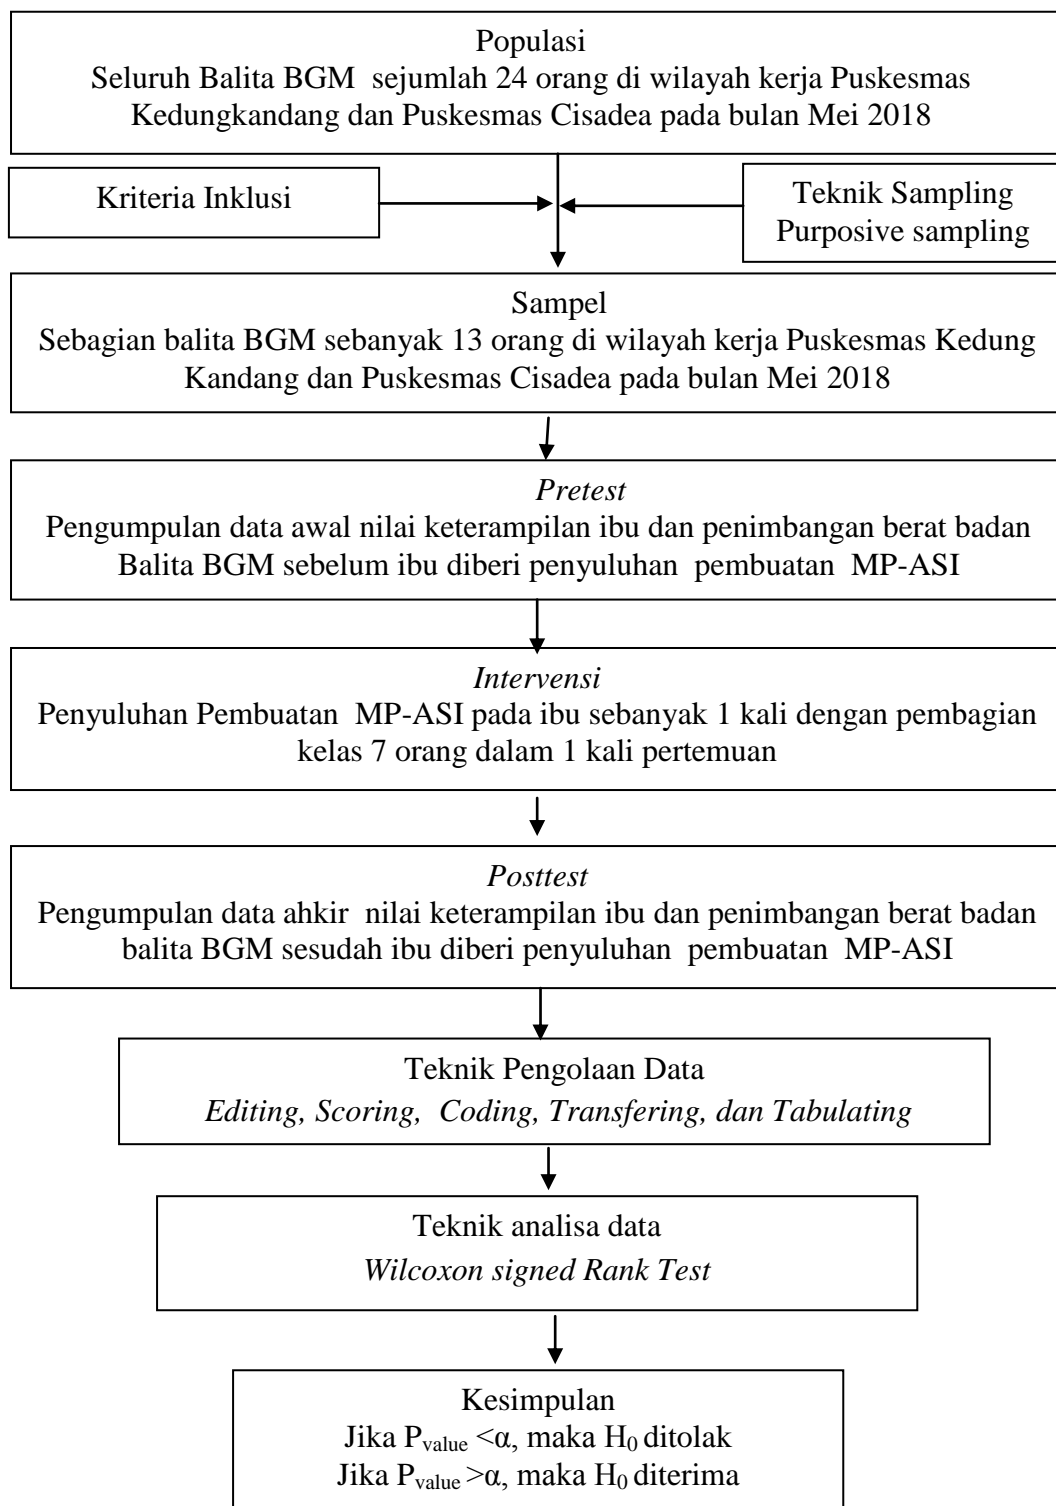 Populasi
Seluruh Balita BGM sejumlah 24 orang di wilayah kerja Puskesmas
Kedungkandang dan Puskesmas Cisadea pada bulan Mei 2018
Kriteria Inklusi
Teknik Sampling
Purposive sampling
Sampel
Sebagian balita BGM sebanyak 13 orang di wilayah kerja Puskesmas Kedung
Kandang dan Puskesmas Cisadea pada bulan Mei 2018
Pretest
Pengumpulan data awal nilai keterampilan ibu dan penimbangan berat badan
Balita BGM sebelum ibu diberi penyuluhan pembuatan MP-ASI
Intervensi
Penyuluhan Pembuatan MP-ASI pada ibu sebanyak 1 kali dengan pembagian
kelas 7 orang dalam 1 kali pertemuan
Posttest
Pengumpulan data ahkir nilai keterampilan ibu dan penimbangan berat badan
balita BGM sesudah ibu diberi penyuluhan pembuatan MP-ASI
Teknik Pengolaan Data
Editing, Scoring, Coding, Transfering, dan Tabulating
Teknik analisa data
Wilcoxon signed Rank Test
Kesimpulan
Jika Pvalue <α, maka H0 ditolak
Jika Pvalue >α, maka H0 diterima